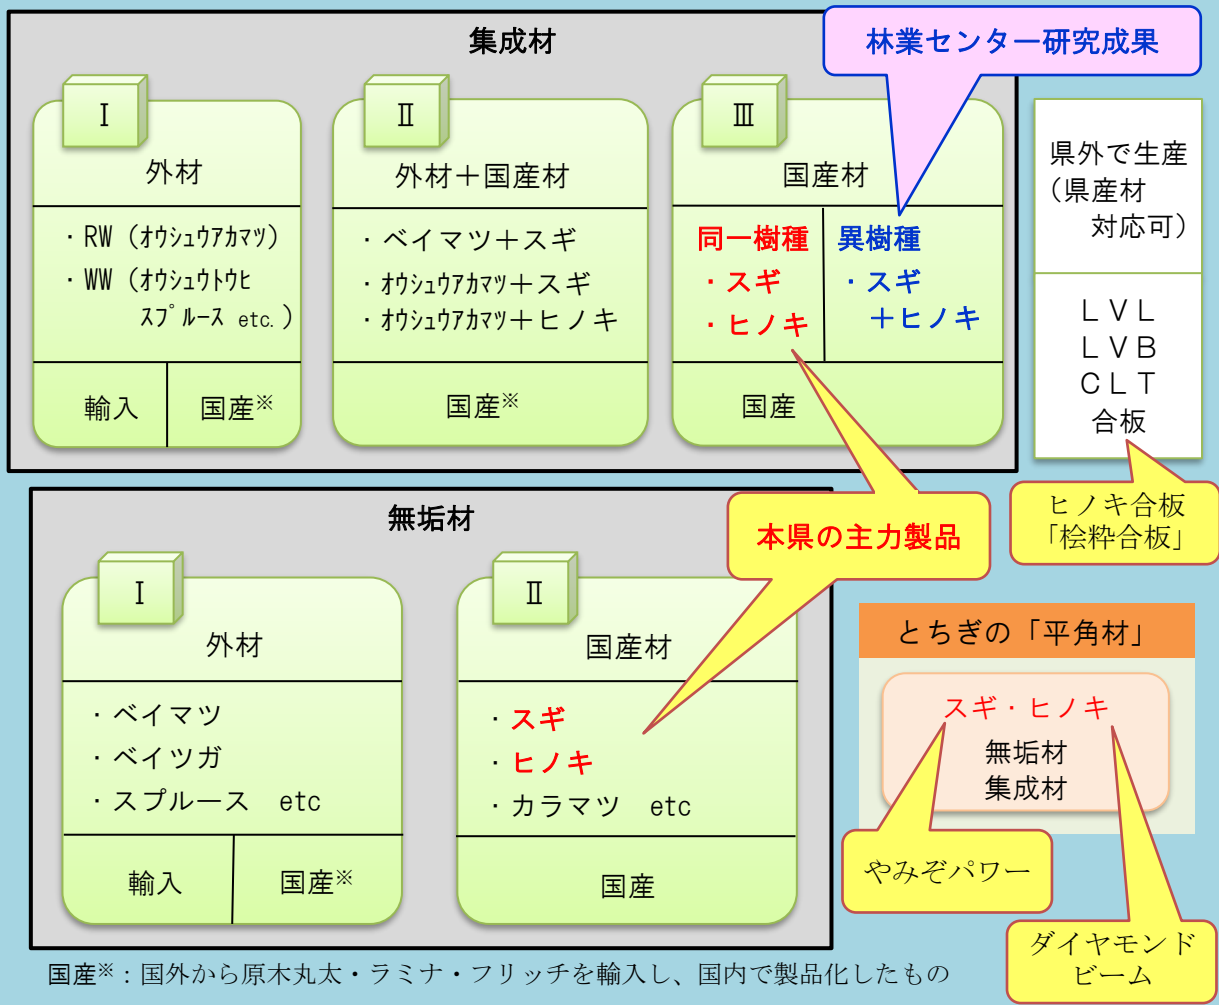 集成材
林業センター研究成果
Ⅰ
外材
・RW（ｵｳｼｭｳｱｶﾏﾂ）
・WW（ｵｳｼｭｳﾄｳﾋ
ｽﾌﾟﾙｰｽ etc.）
輸入
国産※
Ⅱ
外材＋国産材
・ベイマツ＋スギ
・ｵｳｼｭｳｱｶﾏﾂ＋スギ
・ｵｳｼｭｳｱｶﾏﾂ＋ヒノキ
国産※
Ⅲ
国産材
同一樹種
・スギ
・ヒノキ
異樹種
・スギ
＋ヒノキ
国産
県外で生産
（県産材
対応可）
ＬＶＬ
ＬＶＢ
ＣＬＴ
合板
ヒノキ合板
「桧粋合板」
無垢材
本県の主力製品
Ⅰ
外材
・ベイマツ
・ベイツガ
・スプルース　etc
輸入
国産※
Ⅱ
国産材
・スギ
・ヒノキ
・カラマツ　etc
国産
とちぎの「平角材」
スギ・ヒノキ
無垢材
集成材
やみぞパワー
ダイヤモンド
ビーム
国産※：国外から原木丸太・ラミナ・フリッチを輸入し、国内で製品化したもの